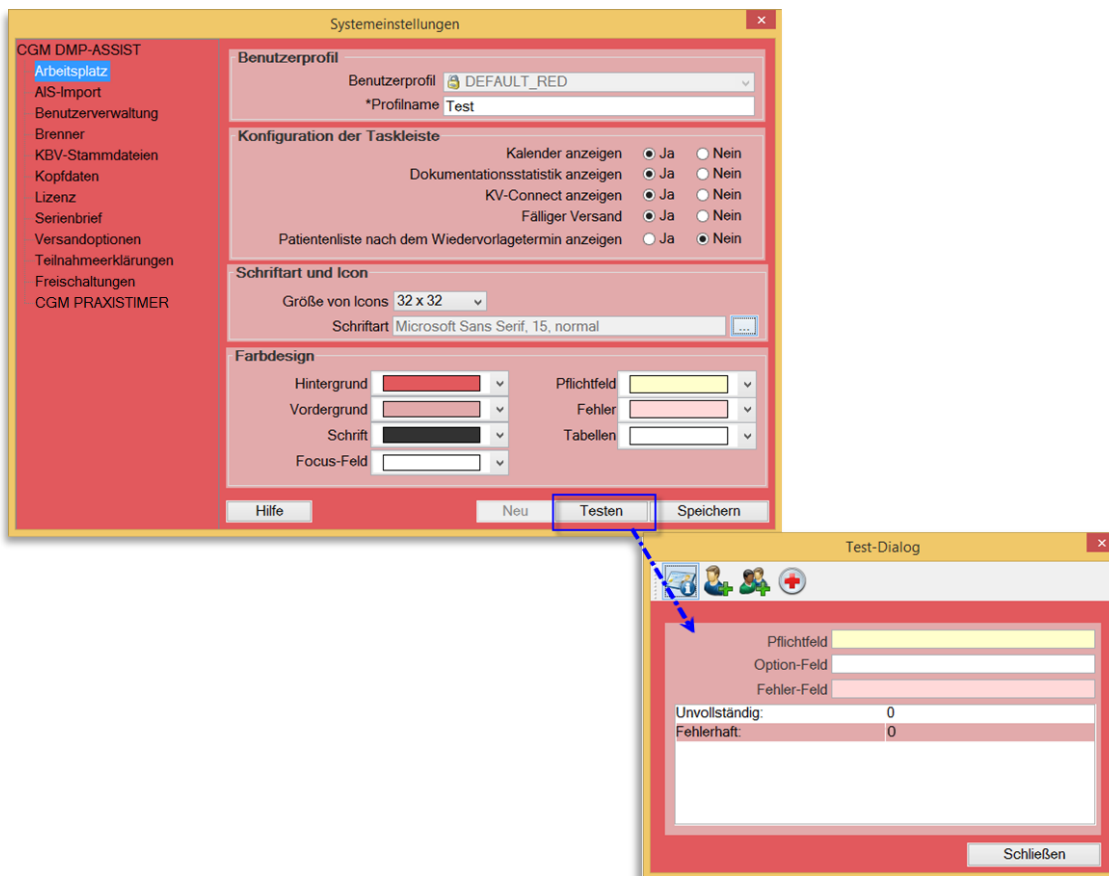 Systemeinstellungen
CGM DMP-ASSIST
Arbeitsplatz
AIS-Import
Benutzerverwaltung
Brenner
KBV-Stammdateien
Kopfdaten
Lizenz
Serienbrief
Versandoptionen
Teilnahmeerklärungen
Freischaltungen
CGM PRAXISTIMER
Benutzerprofil
Benutzerprofil DEFAULT_RED
*Profilname Test
Konfiguration der Taskleiste
Kalender anzeigen Ja Nein
Dokumentationsstatistik anzeigen Ja Nein
KV-Connect anzeigen Ja Nein
Fälliger Versand Ja Nein
Patientenliste nach dem Wiedervorlagetermin anzeigen Ja Nein
Schriftart und Icon
Größe von Icons 32 x 32
Schriftart Microsoft Sans Serif, 15, normal ...
Farbdesign
Hintergrund Pflichtfeld
Vordergrund Fehler
Schrift Tabellen
Focus-Feld
Hilfe Neu Testen Speichern
Test-Dialog
Pflichtfeld
Option-Feld
Fehler-Feld
Unvollständig: 0
Fehlerhaft: 0
Schließen